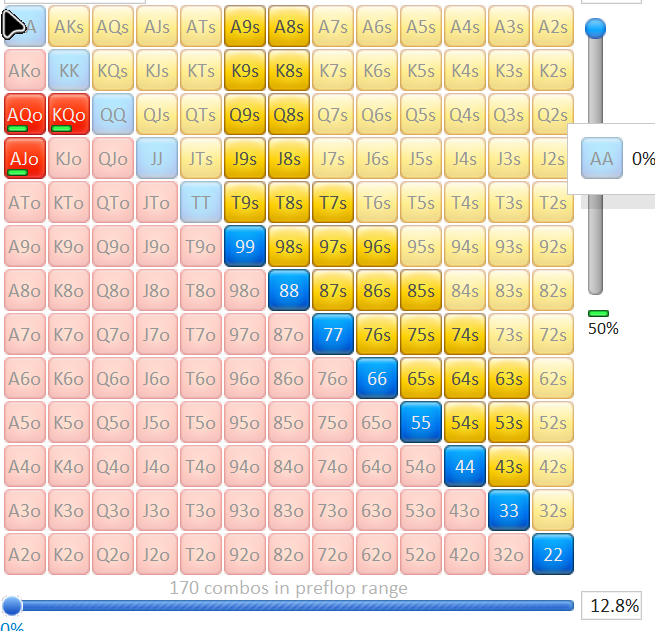 A AKs AQs AJs ATs A9s A8s A7s A6s A5s A4s A3s A2s
AKo KK KQs KJs KTs K9s K8s K7s K6s K5s K4s K3s K2s
AQo KQo QQ QJs QTs Q9s Q8s Q7s Q6s Q5s Q4s Q3s Q2s
AJo KJo QJo JJ JTs J9s J8s J7s J6s J5s J4s J3s J2s AA 0%
ATo KTo QTo JTo TT T9s T8s T7s T6s T5s T4s T3s T2s
A9o K9o Q9o J9o T9o 99 98s 97s 96s 95s 94s 93s 92s
A8o K8o Q8o J8o T8o 98o 88 87s 86s 85s 84s 83s 82s
A7o K7o Q7o J7o T7o 97o 87o 77 76s 75s 74s 73s 72s 50%
A6o K6o Q6o J6o T6o 96o 86o 76o 66 65s 64s 63s 62s
A5o K5o Q5o J5o T5o 95o 85o 75o 65o 55 54s 53s 52s
A4o K4o Q4o J4o T4o 94o 84o 74o 64o 54o 44 43s 42s
A3o K3o Q3o J3o T3o 93o 83o 73o 63o 53o 43o 33 32s
A2o K2o Q2o J2o T2o 92o 82o 72o 62o 52o 42o 32o 22
170 combos in preflop range
12.8%
0%